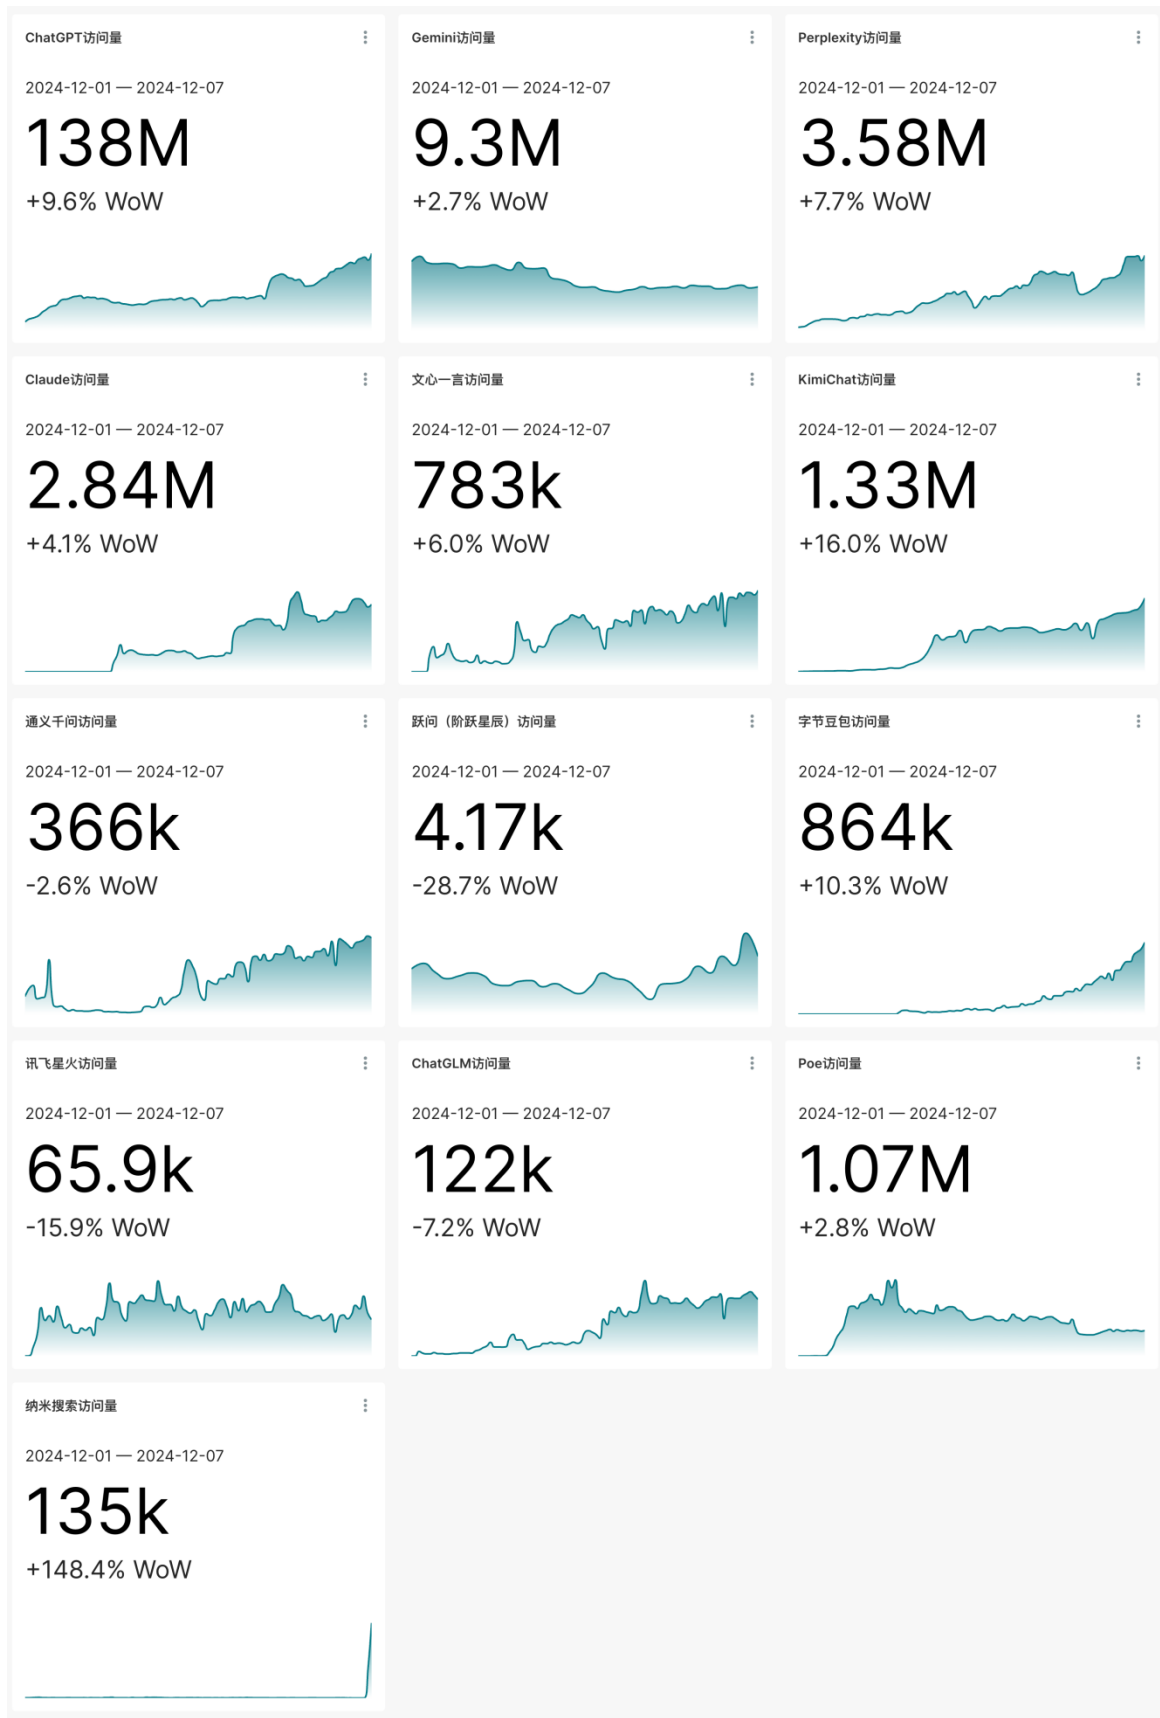 ChatGPT访问量
2024-12-01 — 2024-12-07
138M
+9.6% WoW
Gemini访问量
2024-12-01 — 2024-12-07
9.3M
+2.7% WoW
Perplexity访问量
2024-12-01 — 2024-12-07
3.58M
+7.7% WoW
Claude访问量
2024-12-01 — 2024-12-07
2.84M
+4.1% WoW
文心一言访问量
2024-12-01 — 2024-12-07
783k
+6.0% WoW
KimiChat访问量
2024-12-01 — 2024-12-07
1.33M
+16.0% WoW
通义千问访问量
2024-12-01 — 2024-12-07
366k
-2.6% WoW
跃问（阶跃星辰）访问量
2024-12-01 — 2024-12-07
4.17k
-28.7% WoW
字节豆包访问量
2024-12-01 — 2024-12-07
864k
+10.3% WoW
讯飞星火访问量
2024-12-01 — 2024-12-07
65.9k
-15.9% WoW
ChatGLM访问量
2024-12-01 — 2024-12-07
122k
-7.2% WoW
Poe访问量
2024-12-01 — 2024-12-07
1.07M
+2.8% WoW
纳米搜索访问量
2024-12-01 — 2024-12-07
135k
+148.4% WoW